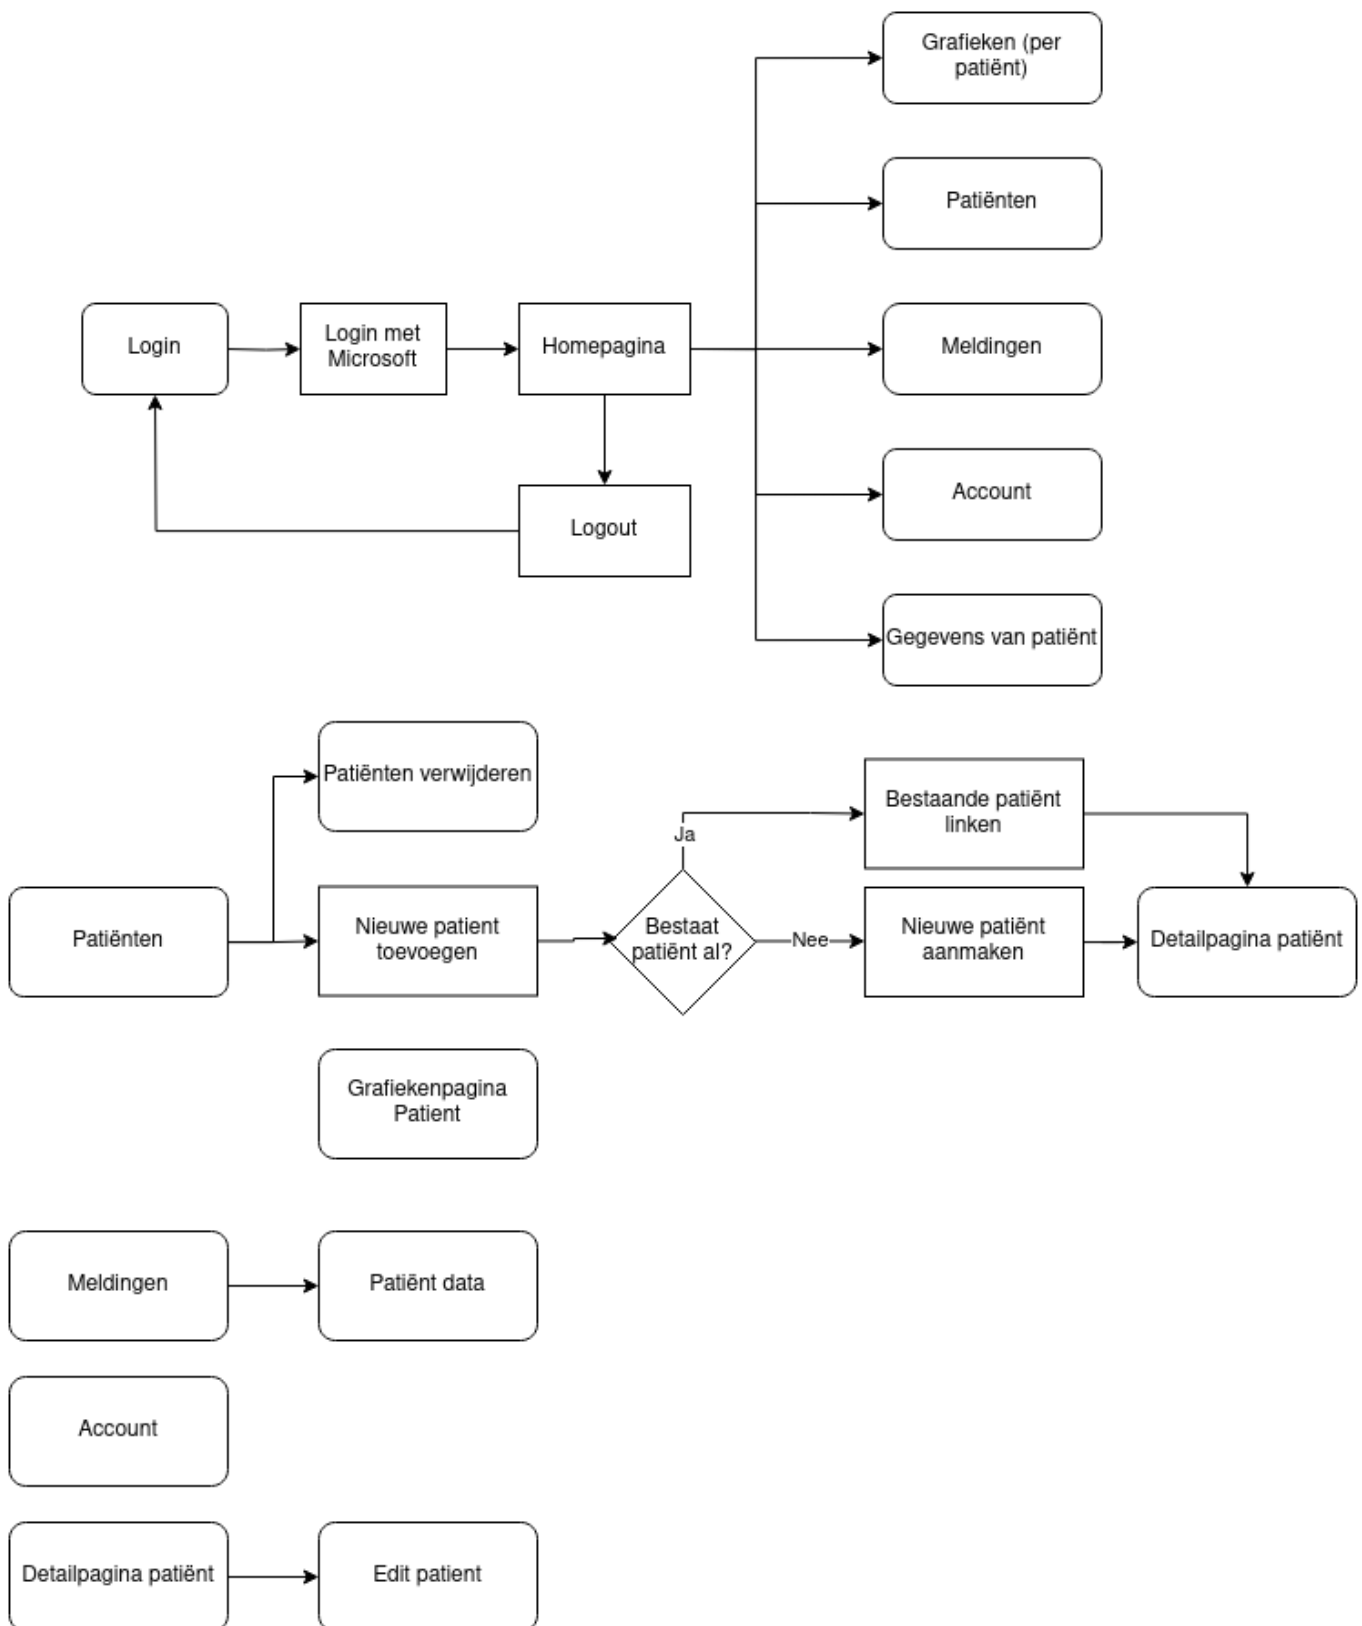 Grafieken (per
patiënt)
Patiënten
Login
Login met
Microsoft
Homepagina
Meldingen
Account
Logout
Gegevens van patiënt
Patiënten verwijderen
Bestaande patiënt
linken
Ja
Patiënten
Nieuwe patient
toevoegen
Bestaat
patiënt al?
Nee
Nieuwe patiënt
aanmaken
Detailpagina patiënt
Grafiekenpagina
Patient
Meldingen
Patiënt data
Account
Detailpagina patiënt
Edit patient